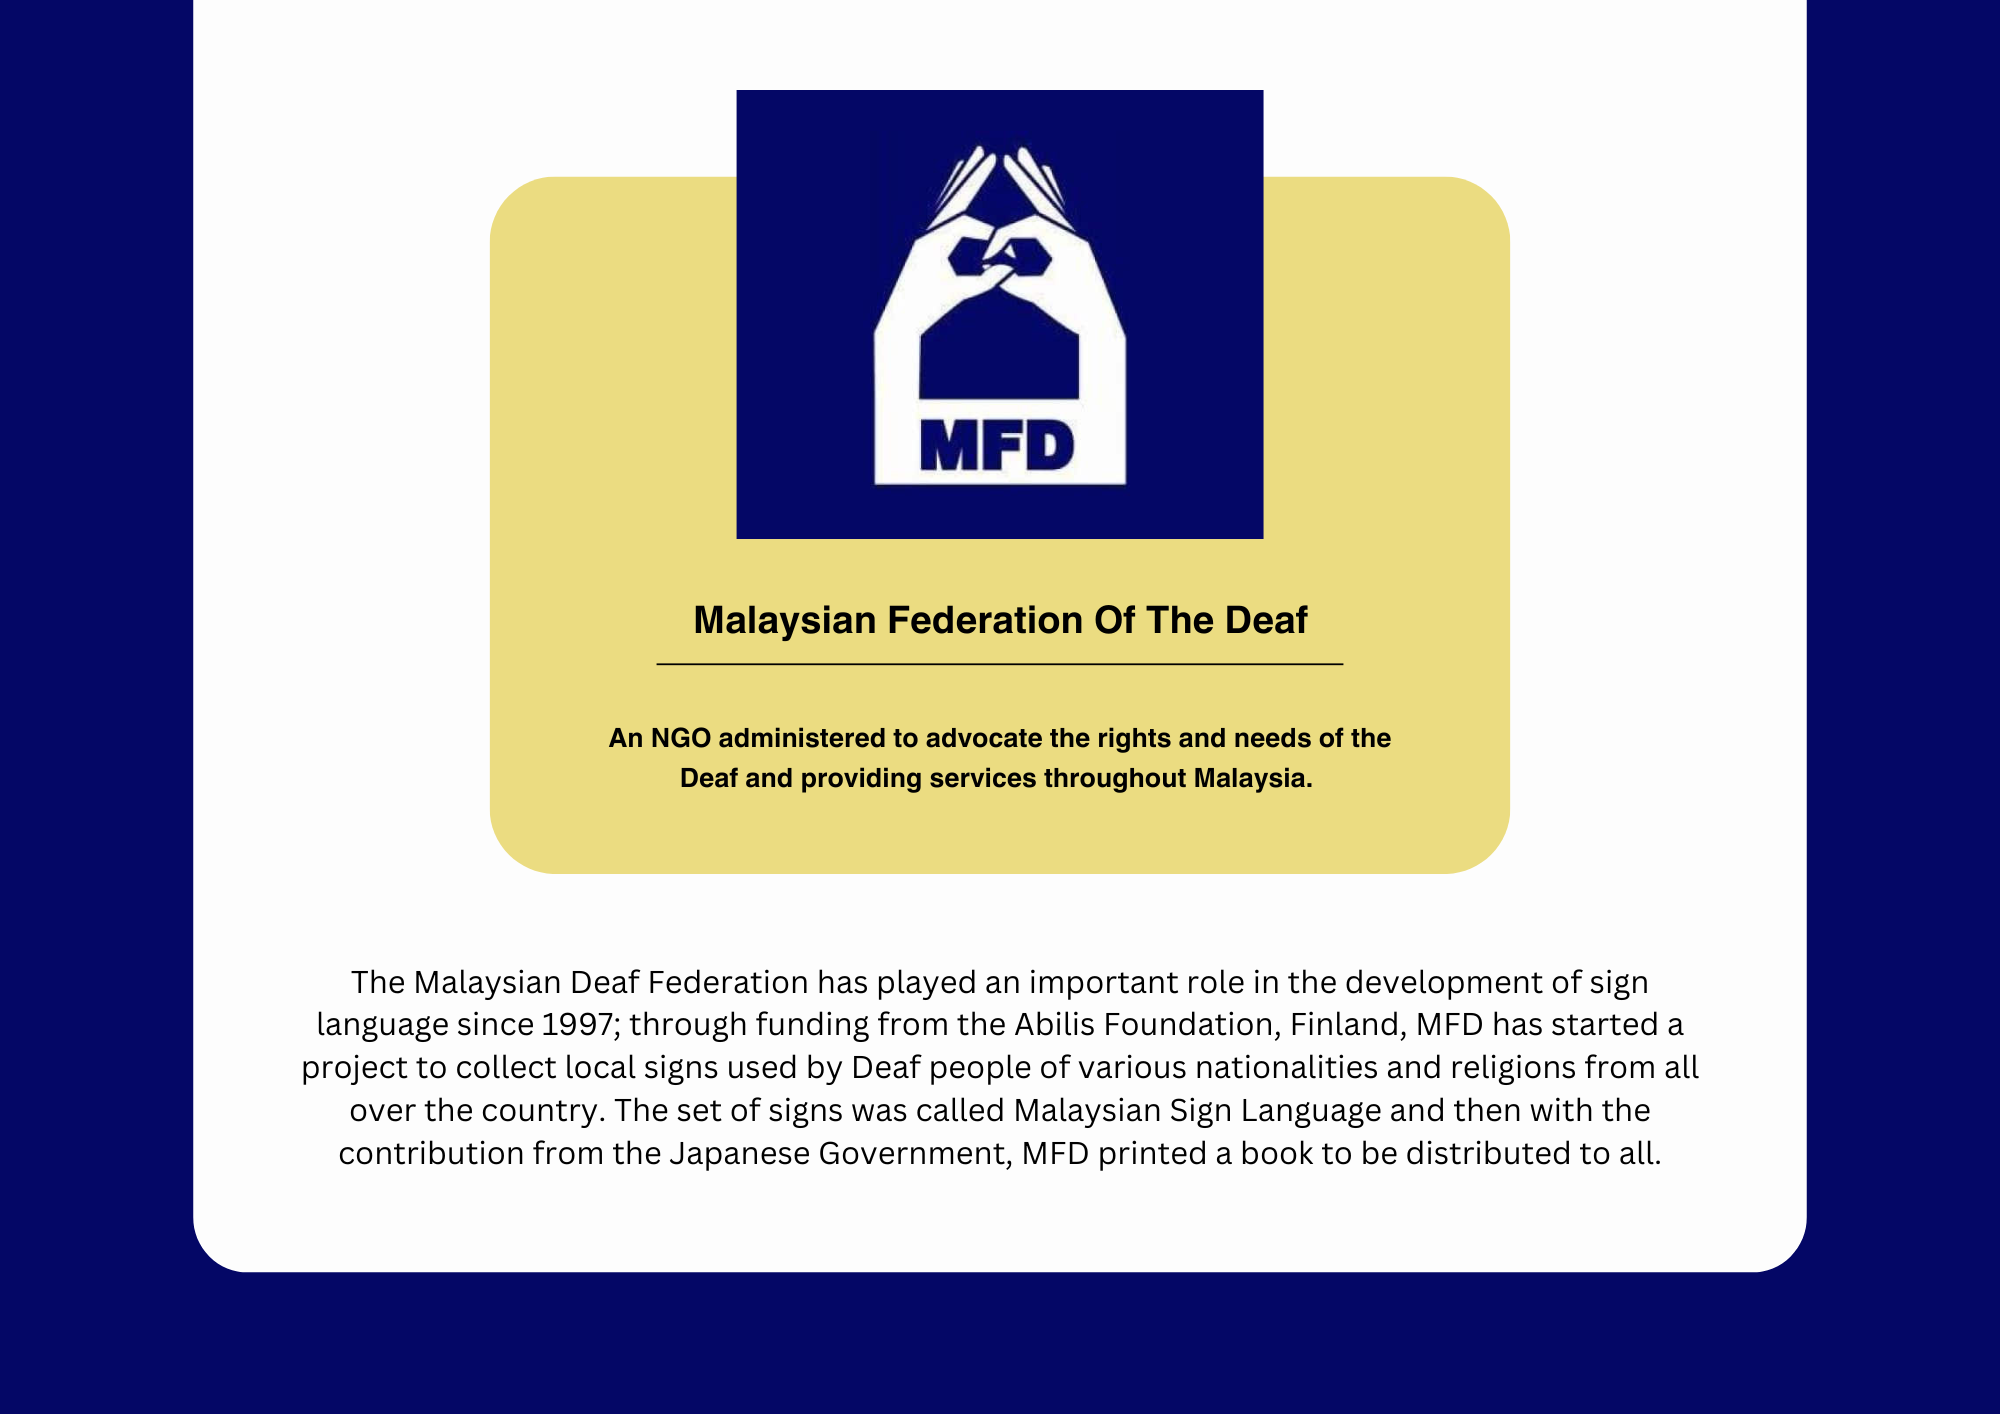 MFD
Malaysian Federation Of The Deaf
An NGO administered to advocate the rights and needs of the
Deaf and providing services throughout Malaysia.
The Malaysian Deaf Federation has played an important role in the development of sign
language since 1997; through funding from the Abilis Foundation, Finland, MFD has started a
project to collect local signs used by Deaf people of various nationalities and religions from all
over the country. The set of signs was called Malaysian Sign Language and then with the
contribution from the Japanese Government, MFD printed a book to be distributed to all.